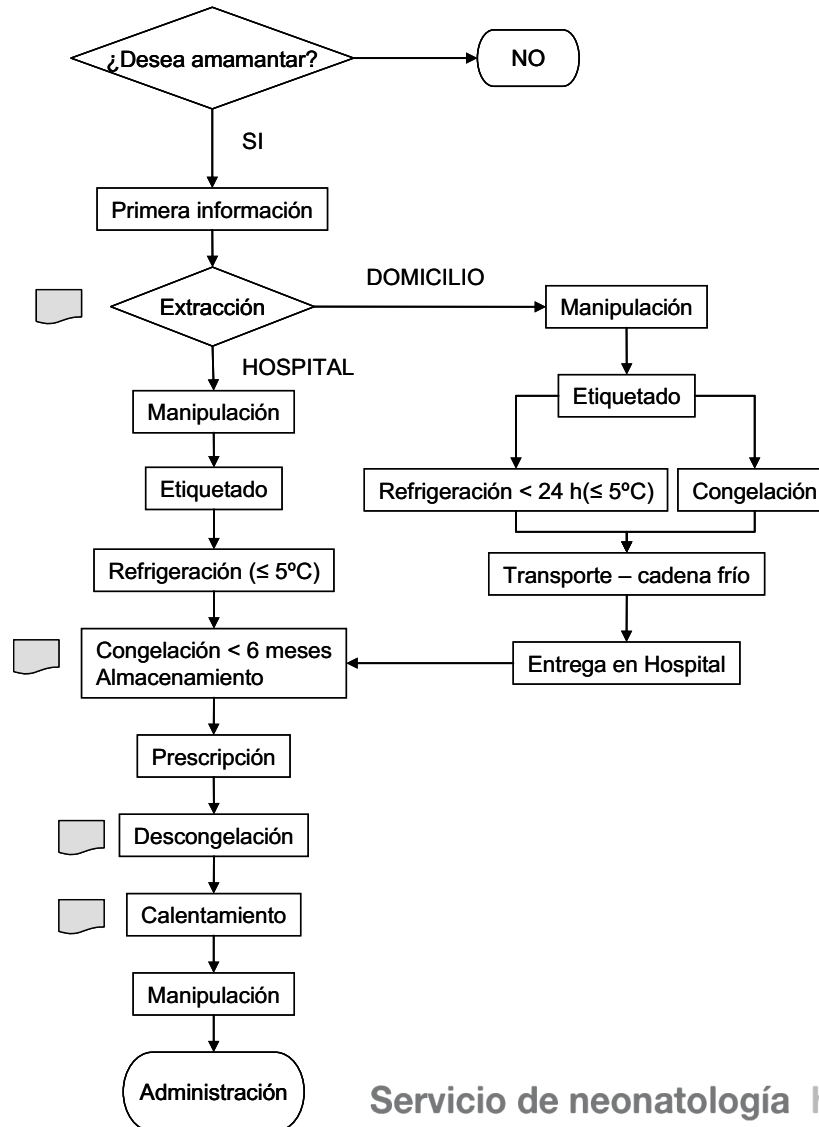 ¿Desea amamantar?
NO
SI
Primera información
Extracción
DOMICILIO
Manipulación
HOSPITAL
Manipulación
Etiquetado
Etiquetado
Refrigeración < 24 h(≤ 5ºC)
Congelación
Refrigeración (≤ 5ºC)
Transporte – cadena frío
Congelación < 6 meses
Almacenamiento
Entrega en Hospital
Prescripción
Descongelación
Calentamiento
Manipulación
Administración
Servicio de neonatología